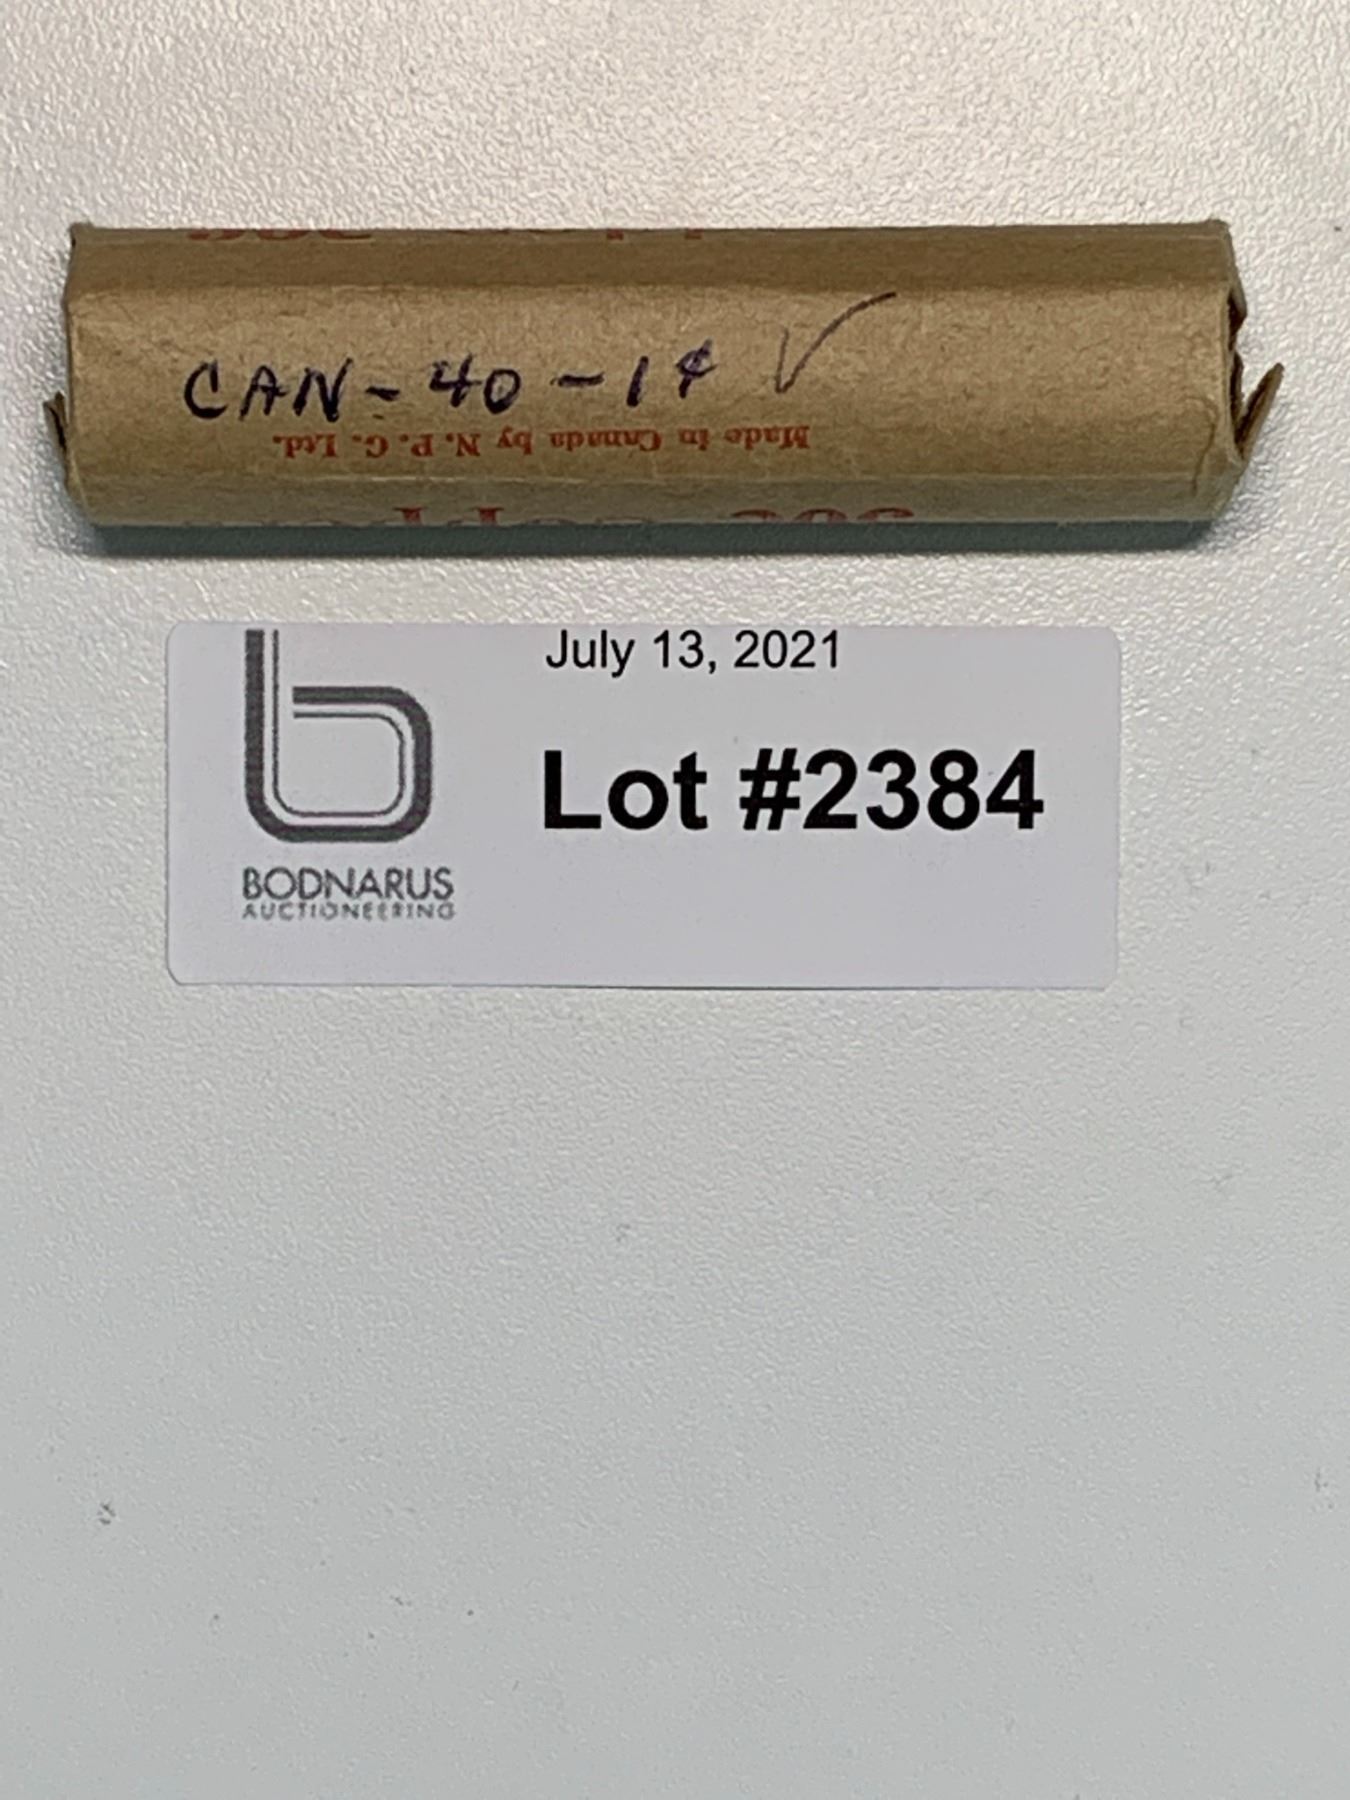 CAN - 40 - 1¢ ✓
Made in Canada by N. P. C. Ltd.
July 13, 2021
Lot #2384
BODNARUS
AUCTIONEERING